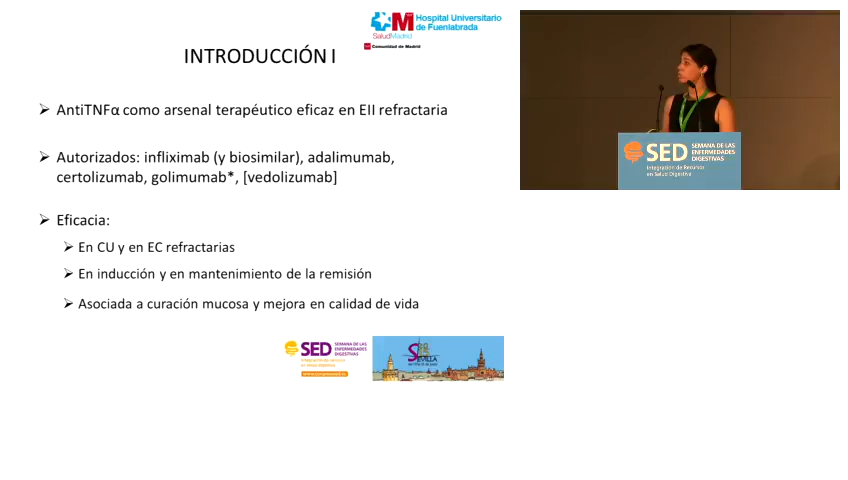 Hospital Universitario
de Fuenlabrada
SaludMadrid
Comunidad de Madrid
INTRODUCCIÓN I
➢ AntiTNFα como arsenal terapéutico eficaz en EII refractaria
➢ Autorizados: infliximab (y biosimilar), adalimumab,
certolizumab, golimumab*, [vedolizumab]
➢ Eficacia:
➢ En CU y en EC refractarias
➢ En inducción y en mantenimiento de la remisión
➢ Asociada a curación mucosa y mejora en calidad de vida
SED SEMANA DE LAS
ENFERMEDADES
DIGESTIVAS
Integración de Recursos
en Salud Digestiva
SED SEMANA DE LAS
ENFERMEDADES
DIGESTIVAS
SEVILLA